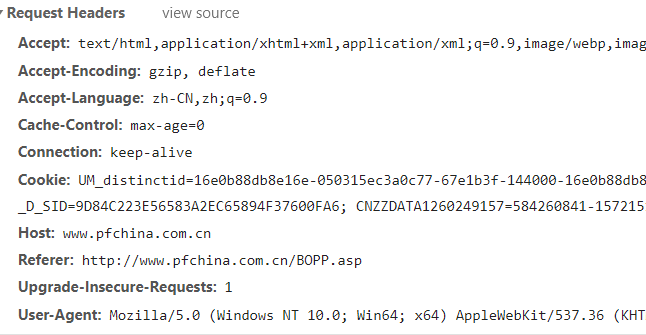 Request Headers view source
Accept: text/html,application/xhtml+xml,application/xml;q=0.9,image/webp,imag
Accept-Encoding: gzip, deflate
Accept-Language: zh-CN,zh;q=0.9
Cache-Control: max-age=0
Connection: keep-alive
Cookie: UM_distinctid=16e0b88db8e16e-050315ec3a0c77-67e1b3f-144000-16e0b88db8
_D_SID=9D84C223E56583A2EC65894F37600FA6; CNZZDATA1260249157=584260841-157215
Host: www.pfchina.com.cn
Referer: http://www.pfchina.com.cn/BOPP.asp
Upgrade-Insecure-Requests: 1
User-Agent: Mozilla/5.0 (Windows NT 10.0; Win64; x64) AppleWebKit/537.36 (KHT